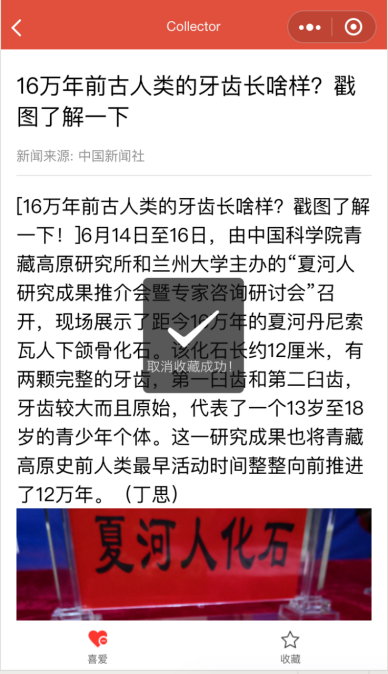 Collector
16万年前古人类的牙齿长啥样？戳
图了解一下
新闻来源: 中国新闻社
[16万年前古人类的牙齿长啥样？戳图了解
一下！]6月14日至16日，由中国科学院青
藏高原研究所和兰州大学主办的“夏河人
研究成果推介会暨专家咨询研讨会”召
开，现场展示了距今16万年的夏河丹尼索
瓦人下颌骨化石。该化石长约12厘米，有
两颗完整的牙齿，第一臼齿和第二臼齿，
取消收藏成功！
牙齿较大而且原始，代表了一个13岁至18
岁的青少年个体。这一研究成果也将青藏
高原史前人类最早活动时间整整向前推进
了12万年。（丁思）
夏河人化石
喜爱
收藏